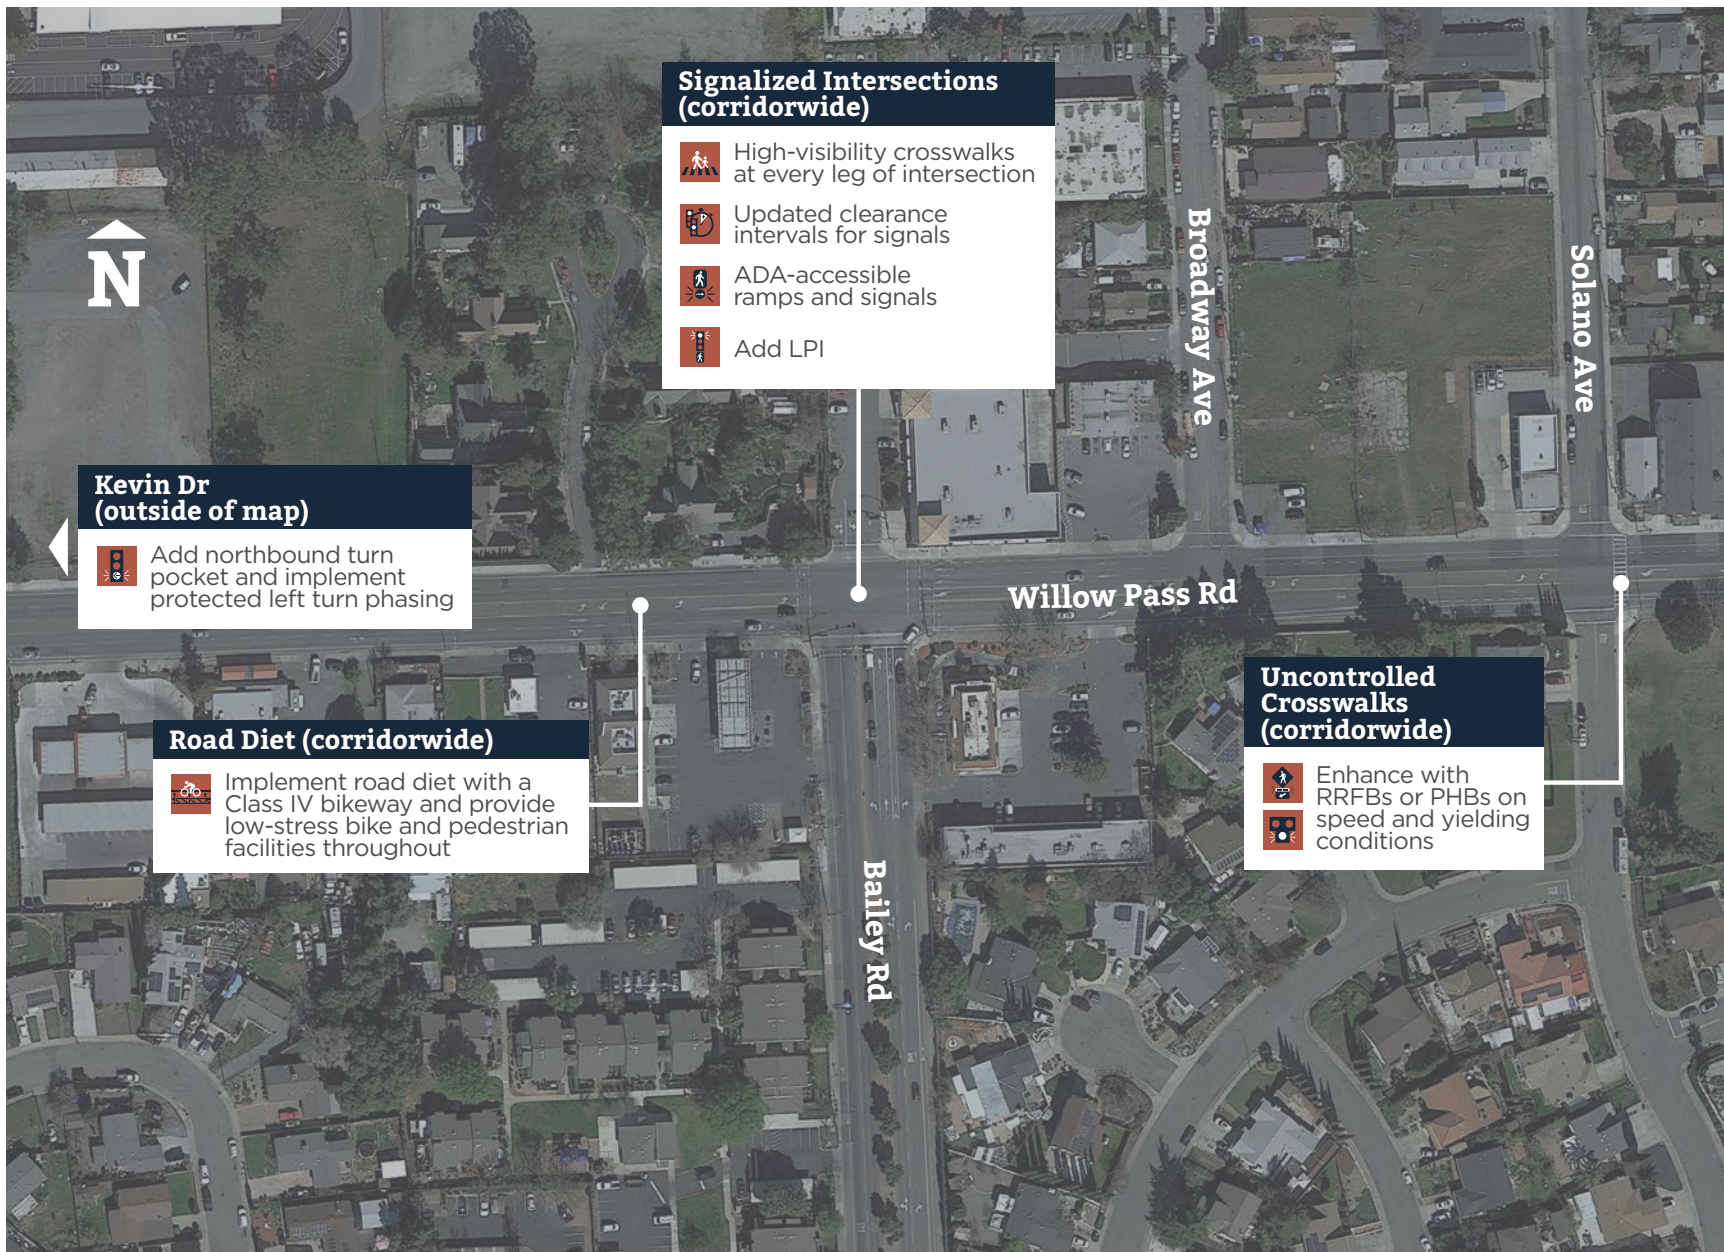 Signalized Intersections
(corridorwide)
High-visibility crosswalks
at every leg of intersection
Updated clearance
intervals for signals
ADA-accessible
ramps and signals
Add LPI
N
Broadway Ave
Solano Ave
Kevin Dr
(outside of map)
Add northbound turn
pocket and implement
protected left turn phasing
Willow Pass Rd
Road Diet (corridorwide)
Implement road diet with a
Class IV bikeway and provide
low-stress bike and pedestrian
facilities throughout
Uncontrolled
Crosswalks
(corridorwide)
Enhance with
RRFBs or PHBs on
speed and yielding
conditions
Bailey Rd